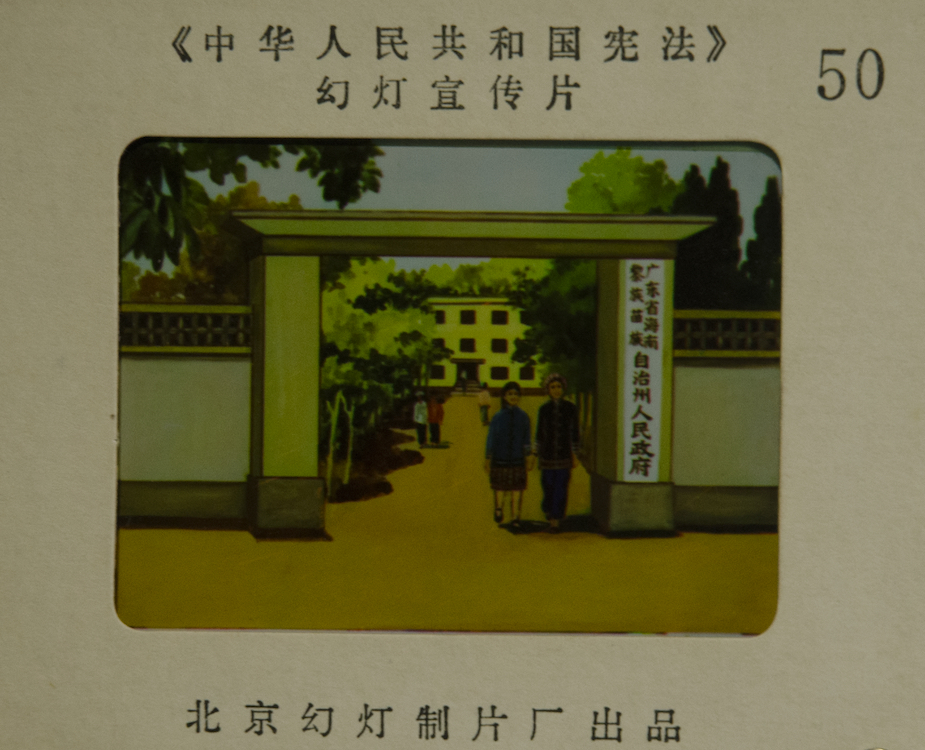 《中华人民共和国宪法》
幻灯宣传片
50
广东省海南
黎族苗族
自治州人民政府
北京幻灯制片厂出品